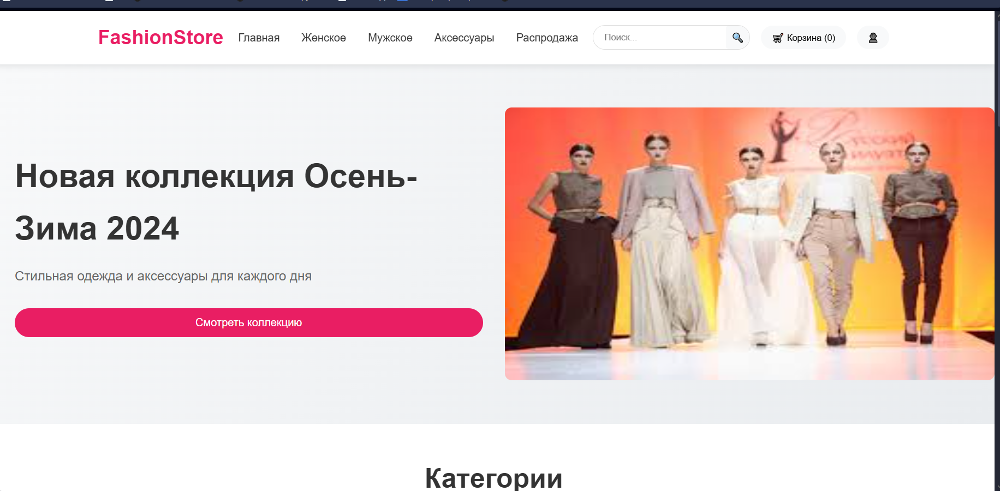 FashionStore
Главная
Женское
Мужское
Аксессуары
Распродажа
Поиск...
Корзина (0)
Новая коллекция Осень-
Зима 2024
Стильная одежда и аксессуары для каждого дня
Смотреть коллекцию
Категории